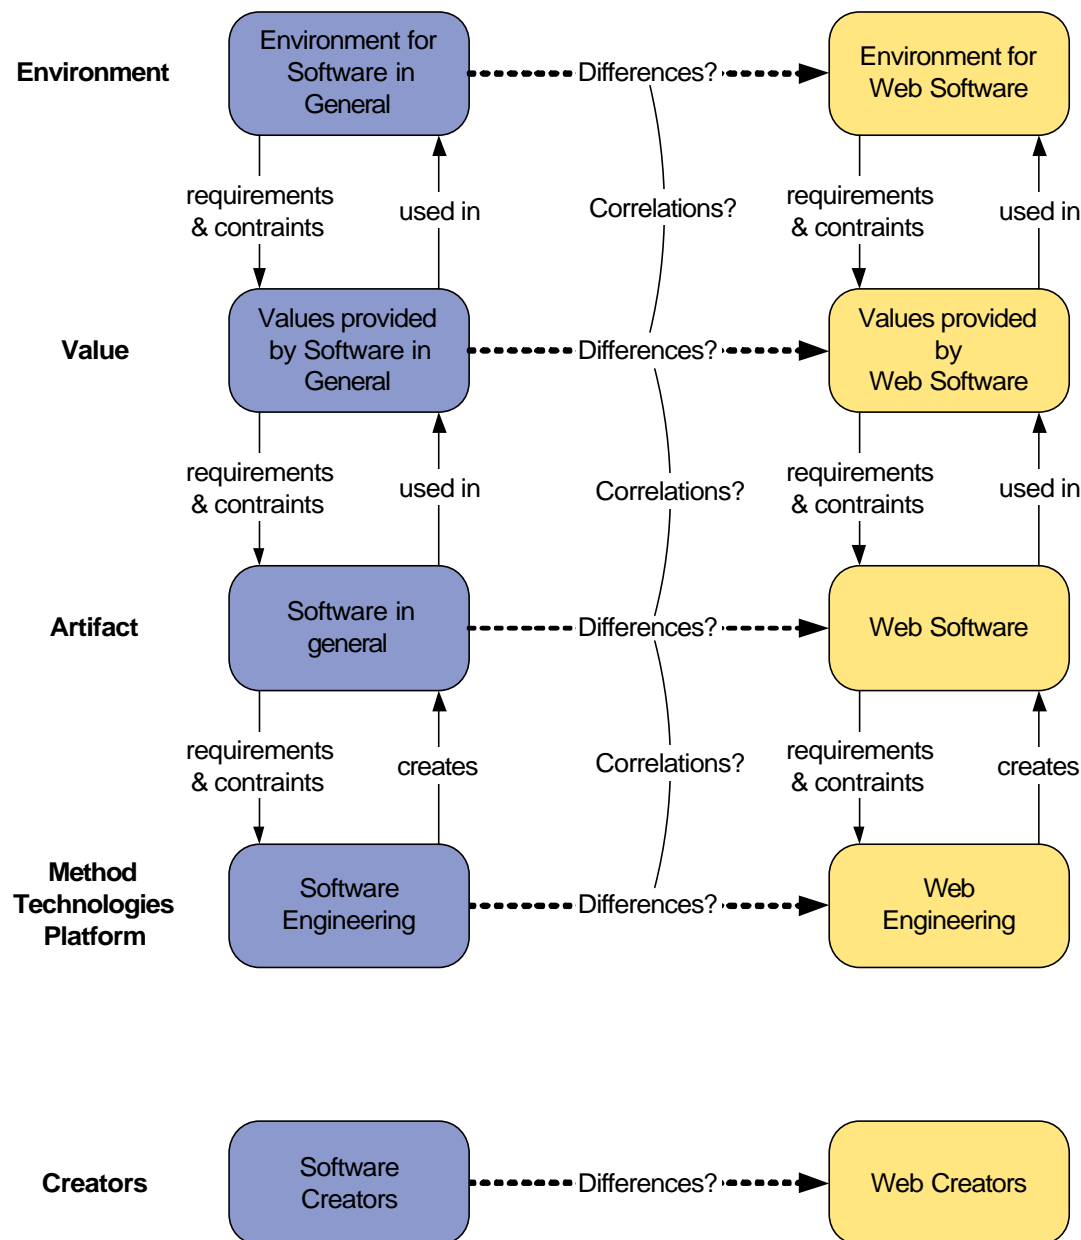 Environment
Environment for
Software in
General
Differences?
Environment for
Web Software
requirements
& contraints
used in
Correlations?
requirements
& contraints
used in
Value
Values provided
by Software in
General
Differences?
Values provided
by
Web Software
requirements
& contraints
used in
Correlations?
requirements
& contraints
used in
Artifact
Software in
general
Differences?
Web Software
requirements
& contraints
creates
Correlations?
requirements
& contraints
creates
Method
Technologies
Platform
Software
Engineering
Differences?
Web
Engineering
Creators
Software
Creators
Differences?
Web Creators